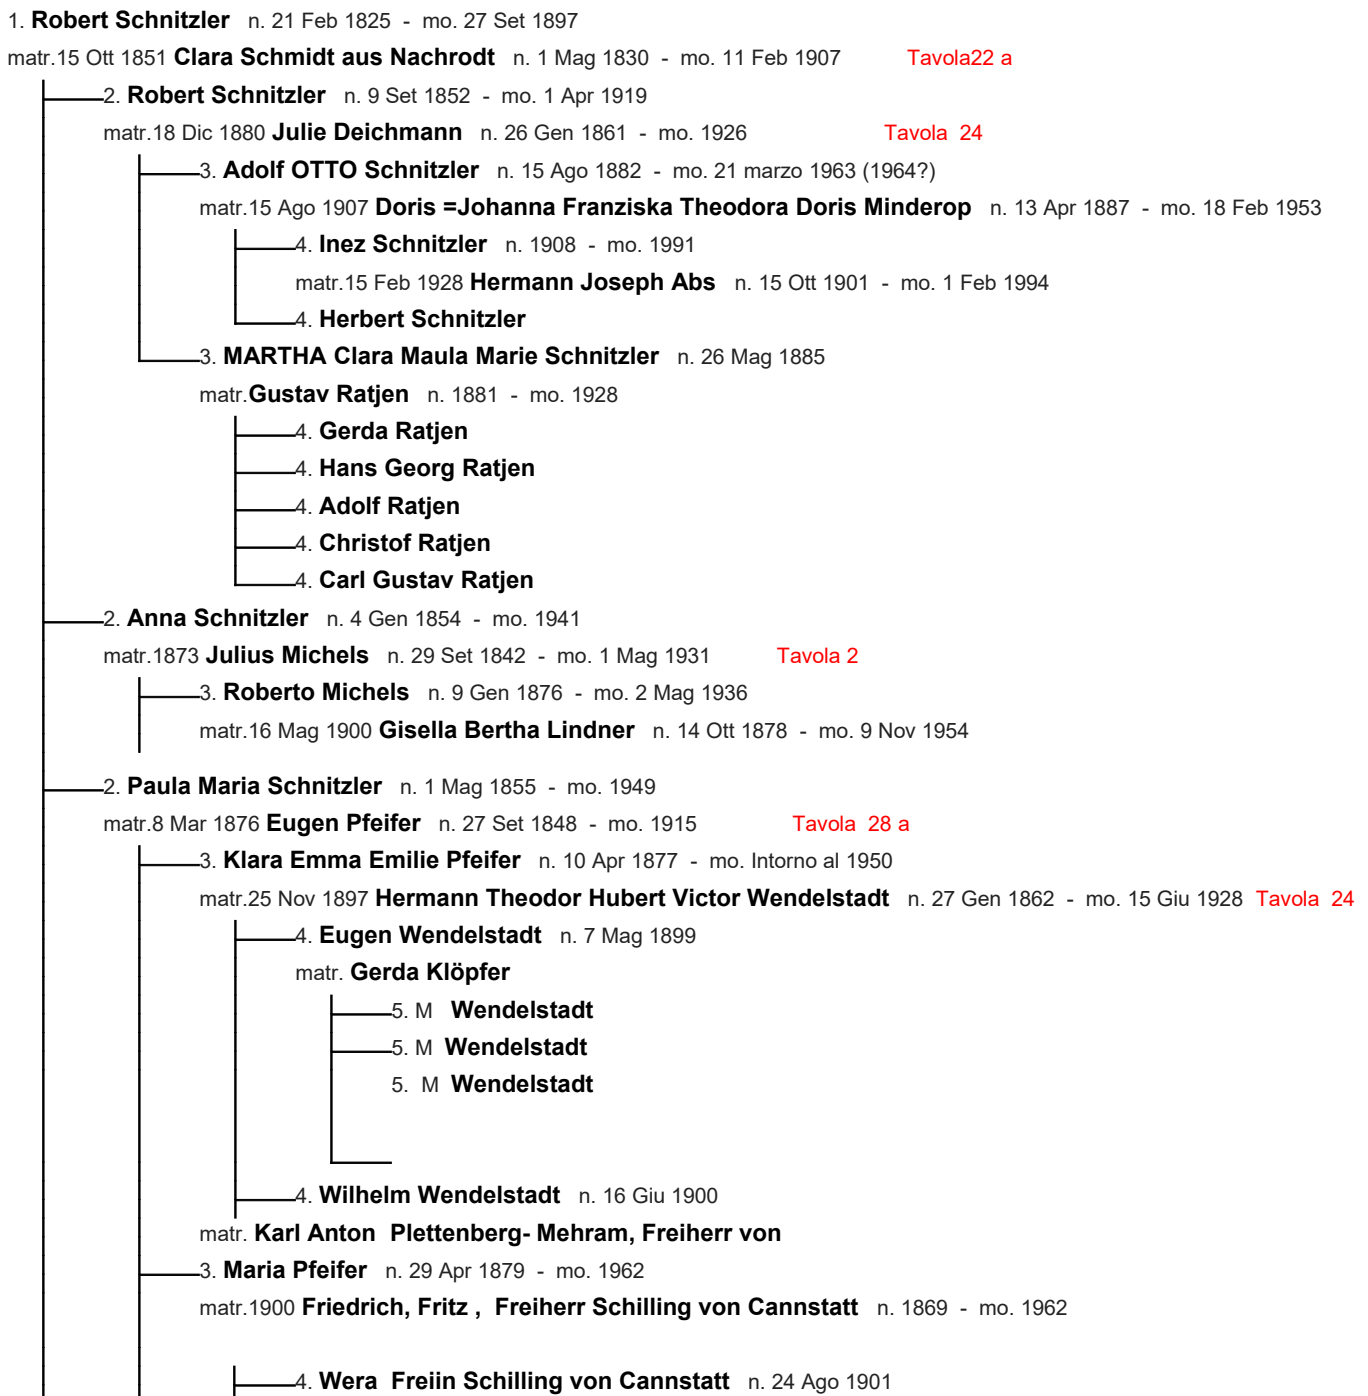 1. Robert Schnitzler n. 21 Feb 1825 - mo. 27 Set 1897
matr.15 Ott 1851 Clara Schmidt aus Nachrodt n. 1 Mag 1830 - mo. 11 Feb 1907 Tavola22 a
2. Robert Schnitzler n. 9 Set 1852 - mo. 1 Apr 1919
matr.18 Dic 1880 Julie Deichmann n. 26 Gen 1861 - mo. 1926 Tavola 24
3. Adolf OTTO Schnitzler n. 15 Ago 1882 - mo. 21 marzo 1963 (1964?)
matr.15 Ago 1907 Doris =Johanna Franziska Theodora Doris Minderop n. 13 Apr 1887 - mo. 18 Feb 1953
4. Inez Schnitzler n. 1908 - mo. 1991
matr.15 Feb 1928 Hermann Joseph Abs n. 15 Ott 1901 - mo. 1 Feb 1994
4. Herbert Schnitzler
3. MARTHA Clara Maula Marie Schnitzler n. 26 Mag 1885
matr.Gustav Ratjen n. 1881 - mo. 1928
4. Gerda Ratjen
4. Hans Georg Ratjen
4. Adolf Ratjen
4. Christof Ratjen
4. Carl Gustav Ratjen
2. Anna Schnitzler n. 4 Gen 1854 - mo. 1941
matr.1873 Julius Michels n. 29 Set 1842 - mo. 1 Mag 1931 Tavola 2
3. Roberto Michels n. 9 Gen 1876 - mo. 2 Mag 1936
matr.16 Mag 1900 Gisella Bertha Lindner n. 14 Ott 1878 - mo. 9 Nov 1954
2. Paula Maria Schnitzler n. 1 Mag 1855 - mo. 1949
matr.8 Mar 1876 Eugen Pfeifer n. 27 Set 1848 - mo. 1915 Tavola 28 a
3. Klara Emma Emilie Pfeifer n. 10 Apr 1877 - mo. Intorno al 1950
matr.25 Nov 1897 Hermann Theodor Hubert Victor Wendelstadt n. 27 Gen 1862 - mo. 15 Giu 1928 Tavola 24
4. Eugen Wendelstadt n. 7 Mag 1899
matr. Gerda Klöpfer
5. M Wendelstadt
5. M Wendelstadt
5. M Wendelstadt
4. Wilhelm Wendelstadt n. 16 Giu 1900
matr. Karl Anton Plettenberg- Mehram, Freiherr von
3. Maria Pfeifer n. 29 Apr 1879 - mo. 1962
matr.1900 Friedrich, Fritz , Freiherr Schilling von Cannstatt n. 1869 - mo. 1962
4. Wera Freiin Schilling von Cannstatt n. 24 Ago 1901